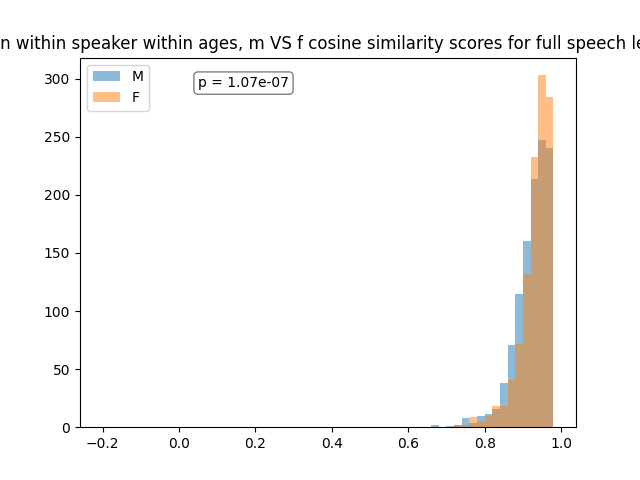 n within speaker within ages, m VS f cosine similarity scores for full speech le
M
F
p = 1.07e-07
300
250
200
150
100
50
0
−0.2 0.0 0.2 0.4 0.6 0.8 1.0